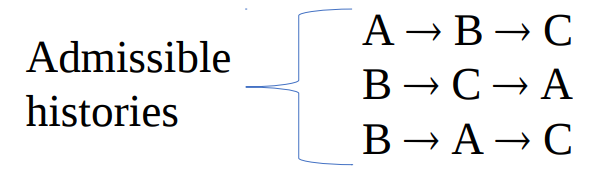 Admissible
histories
A → B → C
B → C → A
B → A → C